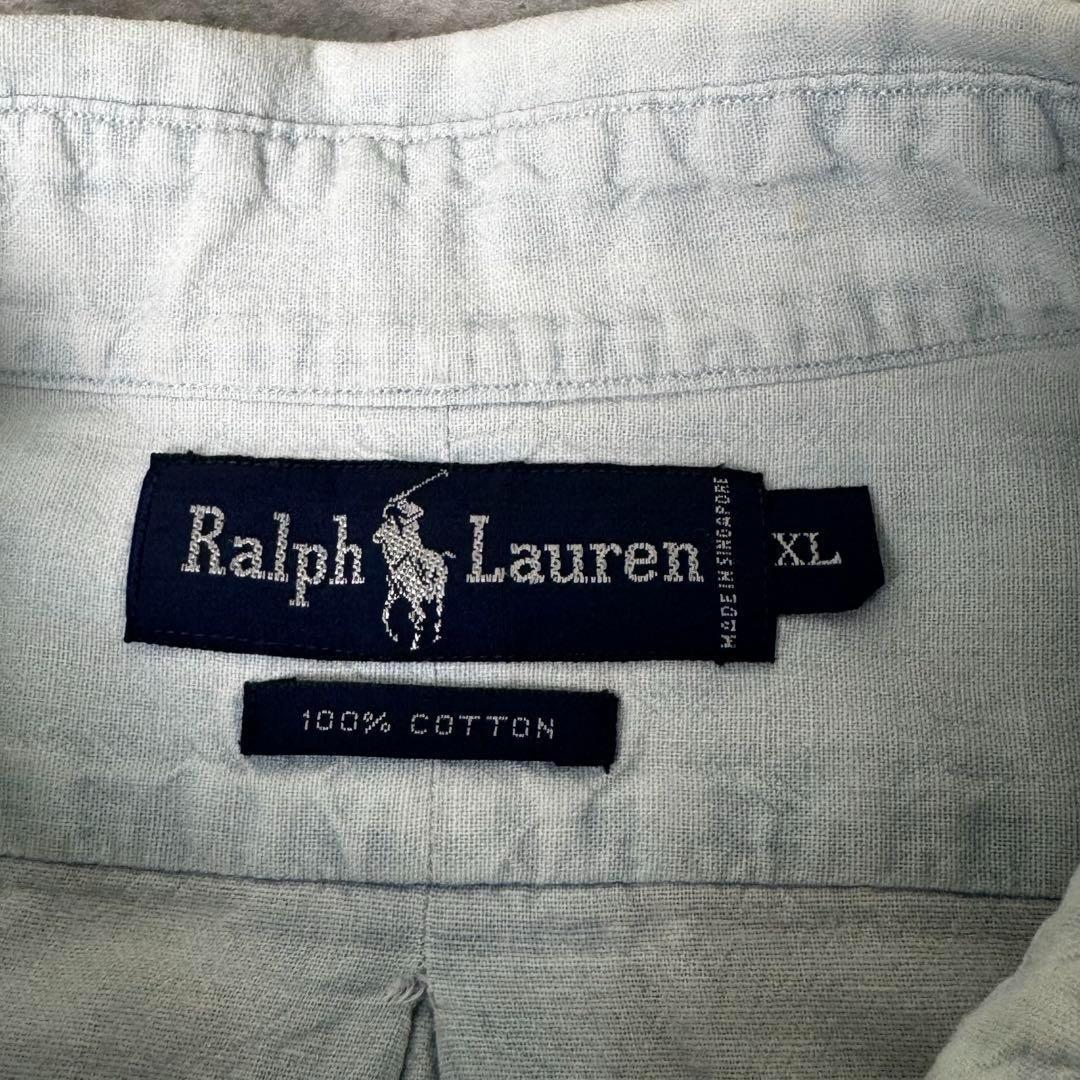 Ralph Lauren
MADE IN SINGAPORE
XL
100% COTTON